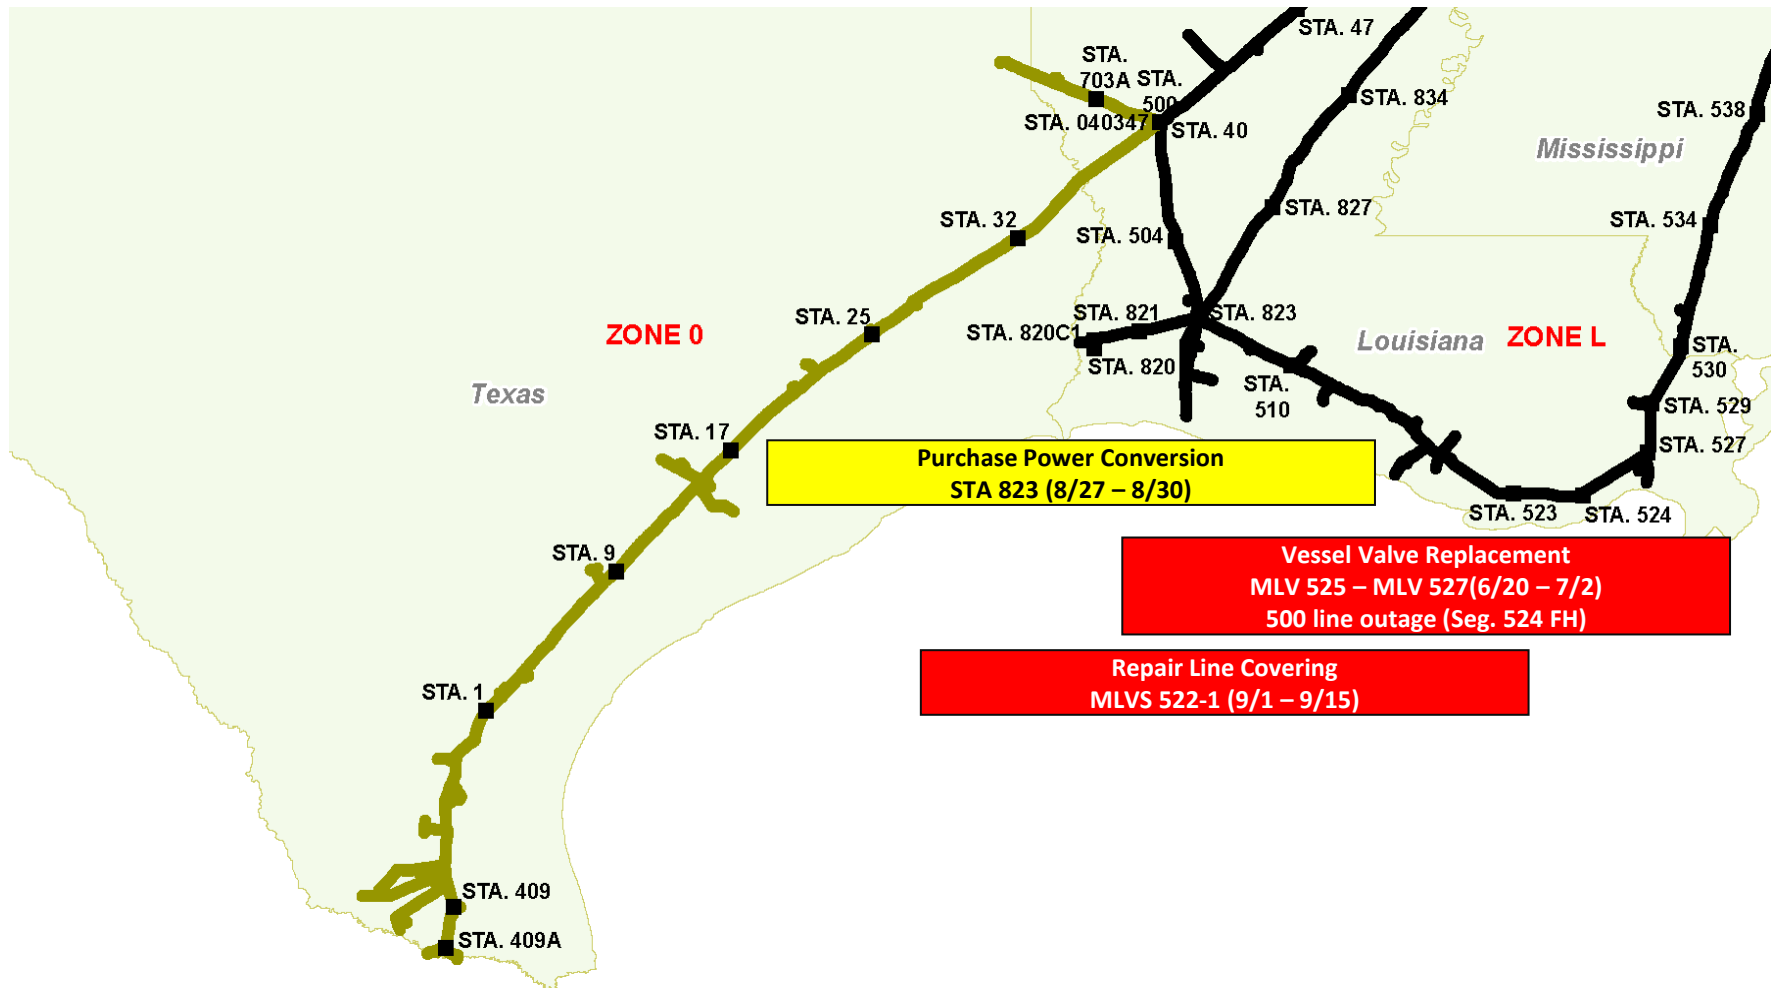 STA. 47
STA.
703A
STA.
500
STA. 040347
STA. 40
STA. 834
STA. 538
Mississippi
STA. 827
STA. 534
STA. 32
STA. 504
STA. 25
ZONE 0
STA. 821
STA. 823
STA. 820C1
STA. 820
Louisiana
ZONE L
STA.
530
Texas
STA.
510
STA. 529
STA. 17
STA. 527
Purchase Power Conversion
STA 823 (8/27 – 8/30)
STA. 523
STA. 524
STA. 9
Vessel Valve Replacement
MLV 525 – MLV 527(6/20 – 7/2)
500 line outage (Seg. 524 FH)
Repair Line Covering
MLVS 522-1 (9/1 – 9/15)
STA. 1
STA. 409
STA. 409A